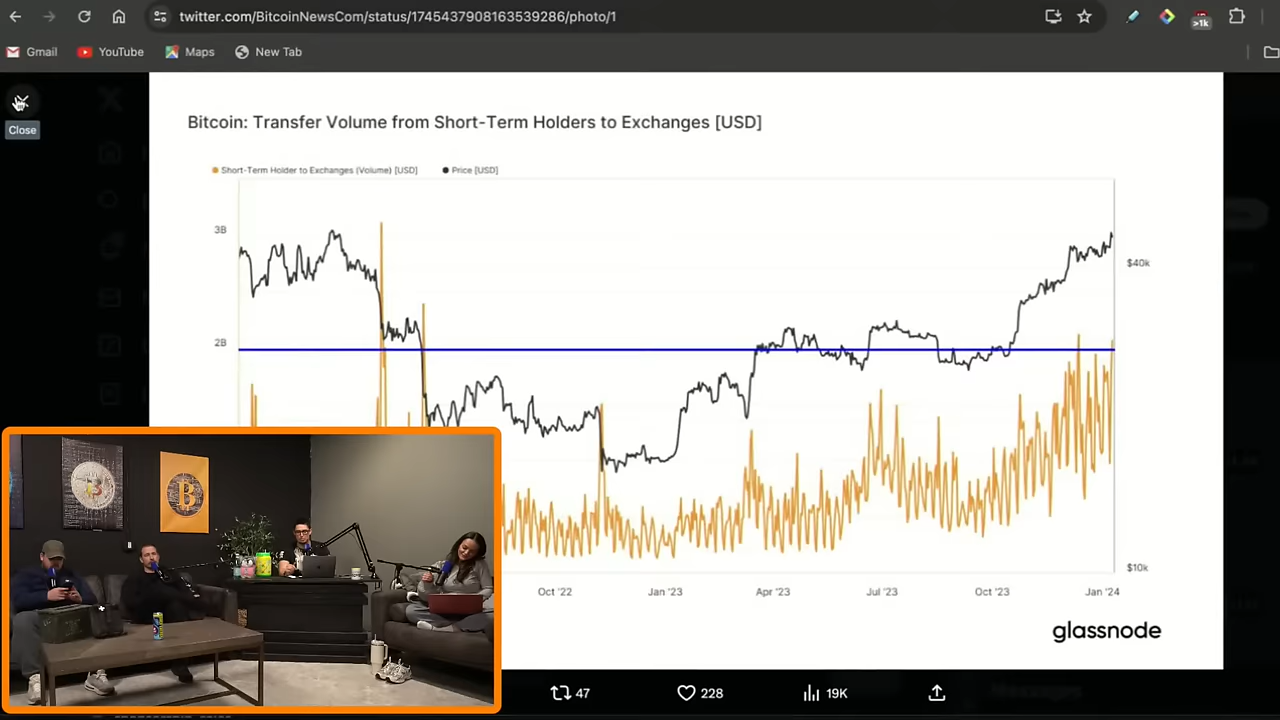 twitter.com/BitcoinNewsCom/status/1745437908163539286/photo/1
>1k
Gmail
YouTube
Maps
New Tab
Close
Bitcoin: Transfer Volume from Short-Term Holders to Exchanges [USD]
Short-Term Holder to Exchanges (Volume) [USD]
Price [USD]
3B
2B
$40k
$10k
Oct '22
Jan '23
Apr '23
Jul '23
Oct '23
Jan '24
glassnode
47
228
19K